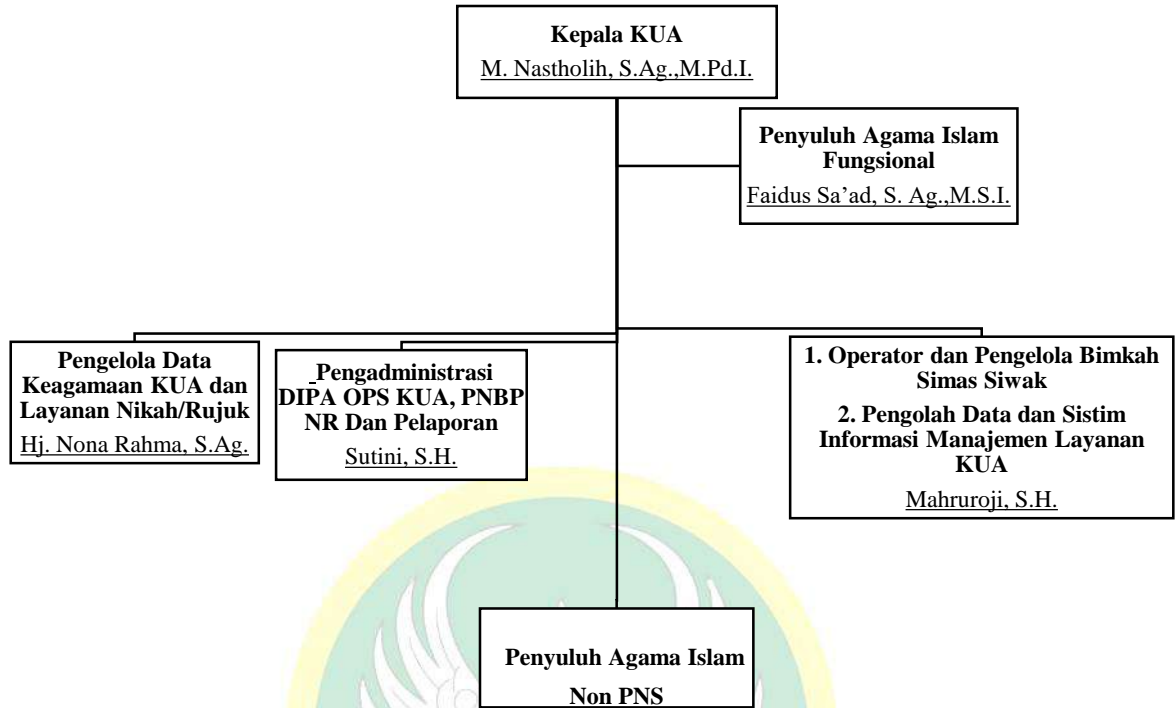 Kepala KUA
M. Nastholih, S.Ag.,M.Pd.I.
Penyuluh Agama Islam
Fungsional
Faidus Sa’ad, S. Ag.,M.S.I.
Pengelola Data
Keagamaan KUA dan
Layanan Nikah/Rujuk
Hj. Nona Rahma, S.Ag.
Pengadministrasi
DIPA OPS KUA, PNBP
NR Dan Pelaporan
Sutini, S.H.
1. Operator dan Pengelola Bimkah
Simas Siwak
2. Pengolah Data dan Sistim
Informasi Manajemen Layanan
KUA
Mahruroji, S.H.
Penyuluh Agama Islam
Non PNS